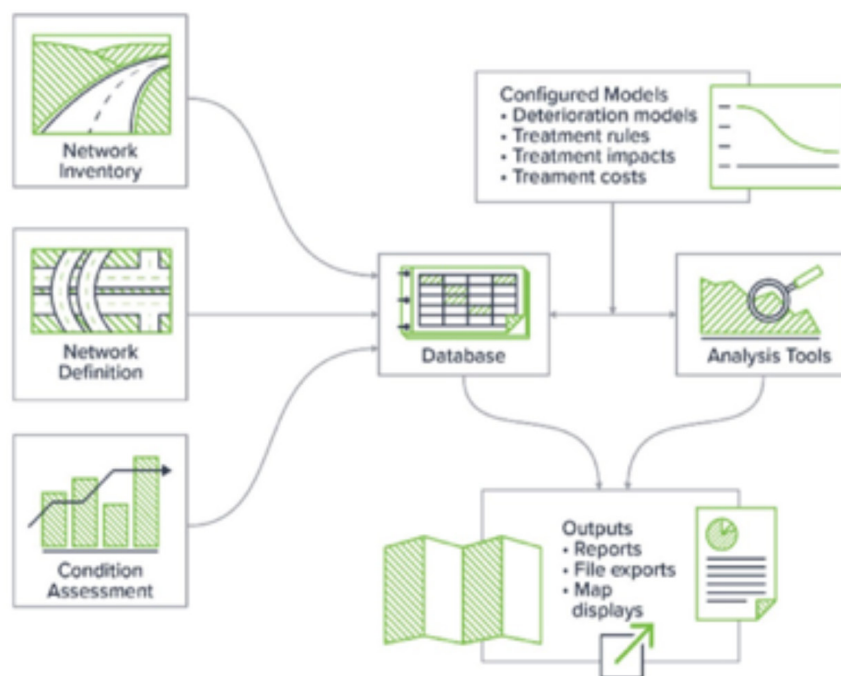 Network
Inventory
Configured Models
• Deterioration models
• Treatment rules
• Treatment impacts
• Treament costs
Network
Definition
Database
Analysis Tools
Condition
Assessment
Outputs
• Reports
• File exports
• Map
displays